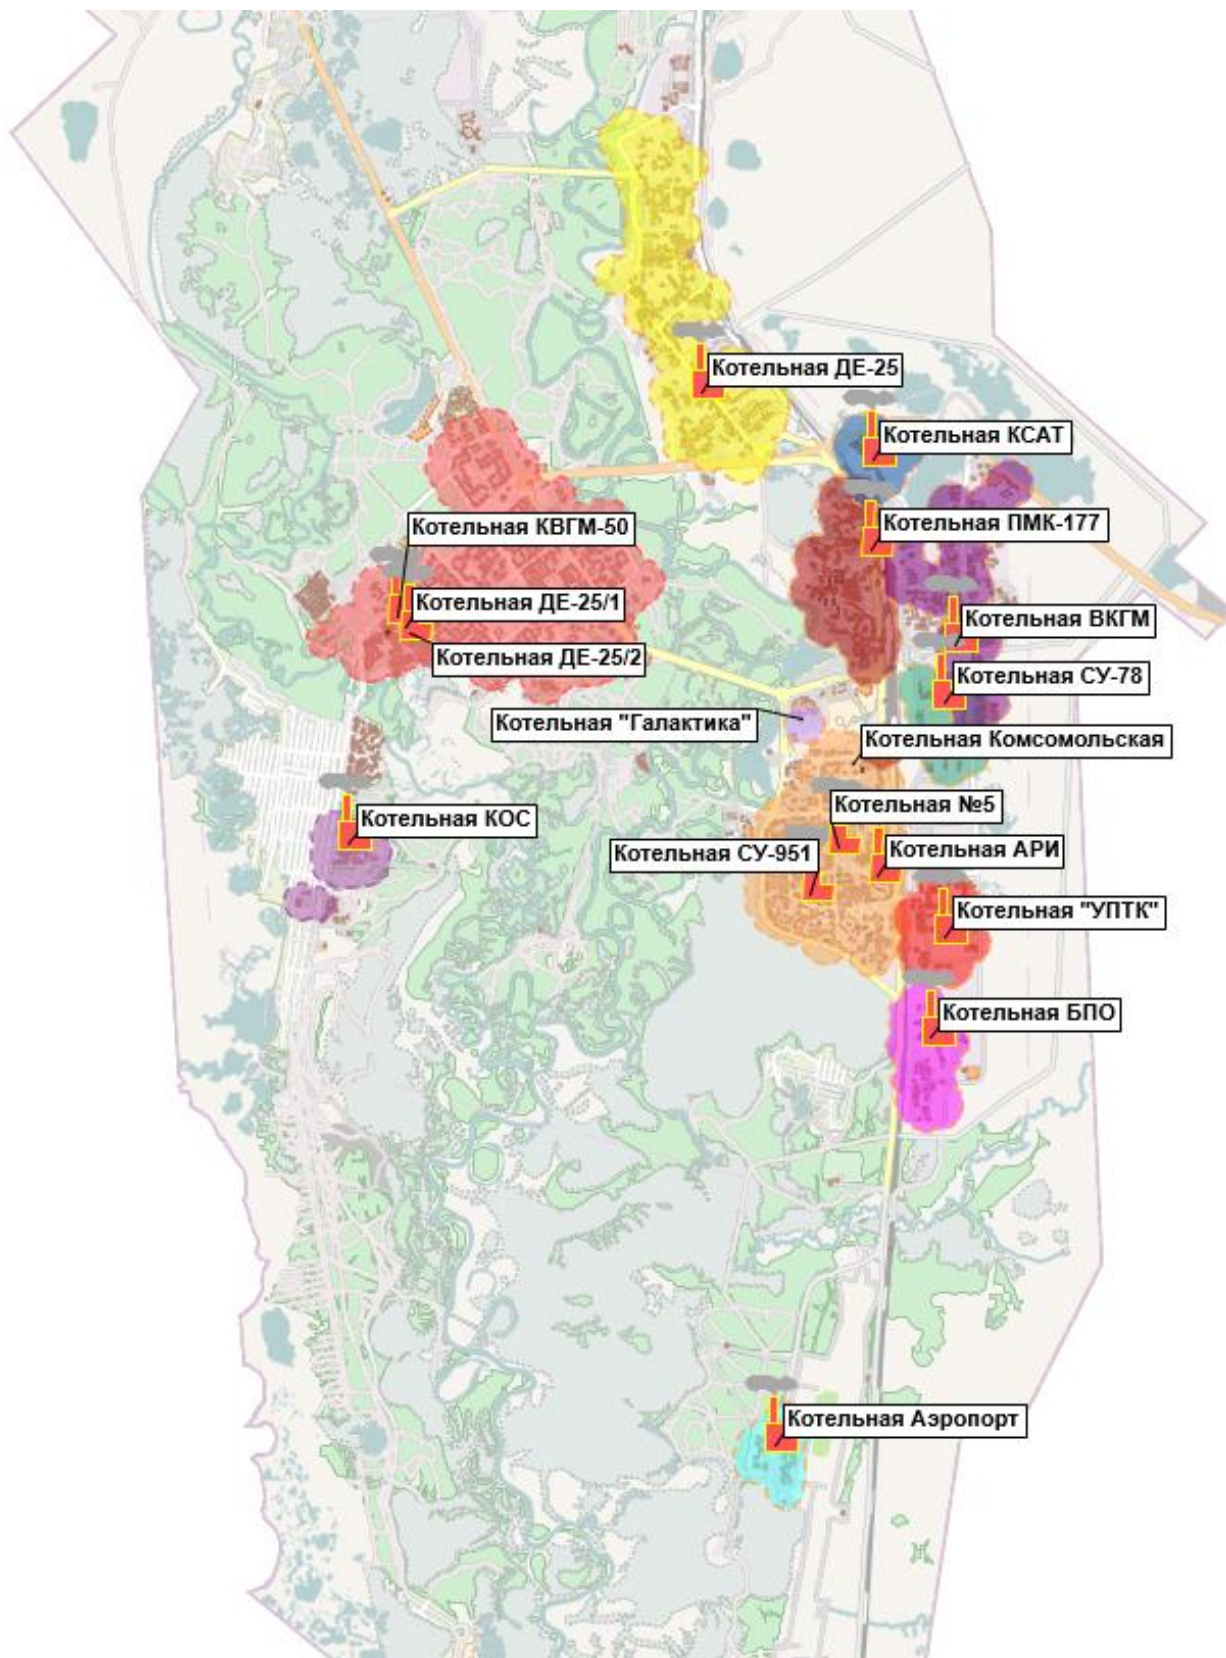 Котельная ДЕ-25
Котельная КСАТ
Котельная ПМК-177
Котельная КВГМ-50
Котельная ДЕ-25/1
Котельная ВКГМ
Котельная ДЕ-25/2
Котельная СУ-78
Котельная "Галактика"
Котельная Комсомольская
Котельная №5
Котельная КОС
Котельная АРИ
Котельная СУ-951
Котельная "УПТК"
Котельная БПО
Котельная Аэропорт